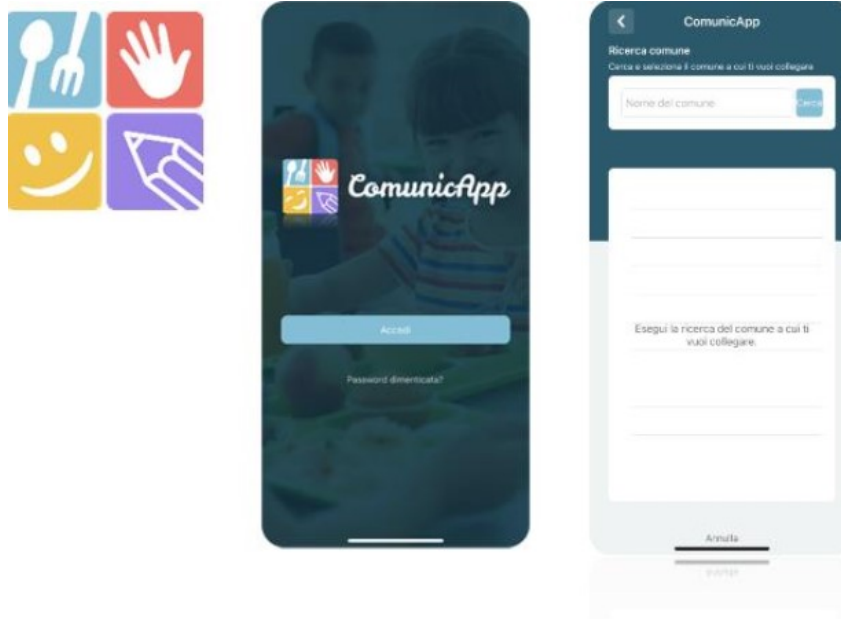 ComunicApp
Accedi
Password dimenticata?
ComunicApp
Ricerca comune
Cerca e seleziona il comune a cui ti vuoi collegare
Nome del comune
Cerca
Esegui la ricerca del comune a cui ti
vuoi collegare.
Annulla